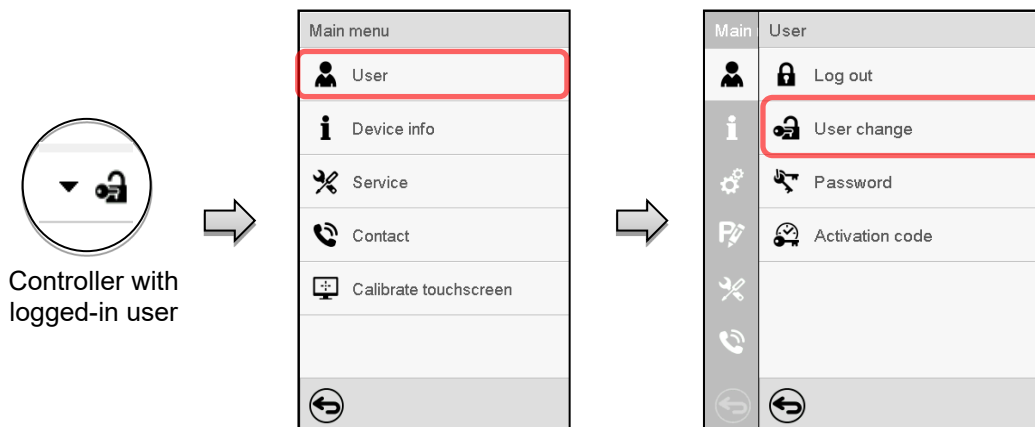 Controller with
logged-in user
Main menu
User
Device info
Service
Contact
Calibrate touchscreen
Main
User
Log out
User change
Password
Activation code